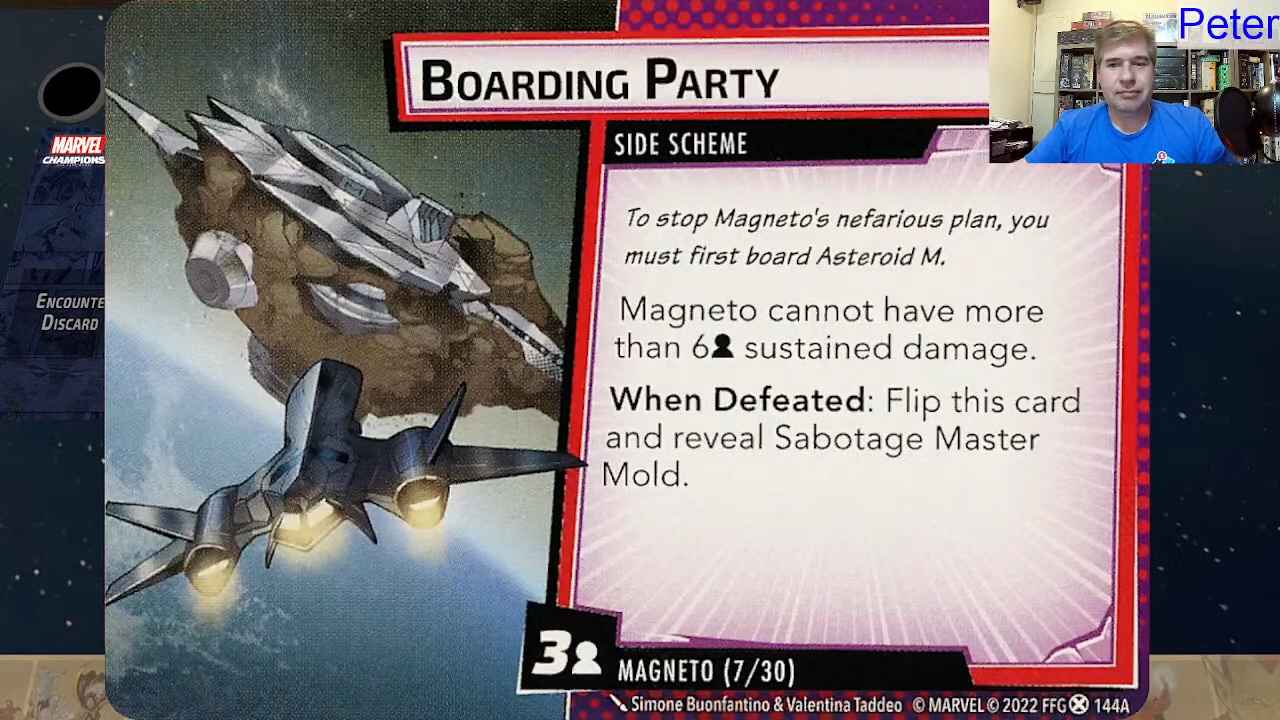 Peter
BOARDING PARTY
SIDE SCHEME
MARVEL
CHAMPIONS
To stop Magneto's nefarious plan, you
must first board Asteroid M.
Magneto cannot have more
than 6 sustained damage.
When Defeated: Flip this card
and reveal Sabotage Master
Mold.
ENCOUNTE
DISCARD
3
MAGNETO (7/30)
Simone Buonfantino & Valentina Taddeo © MARVEL © 2022 FFG 144A